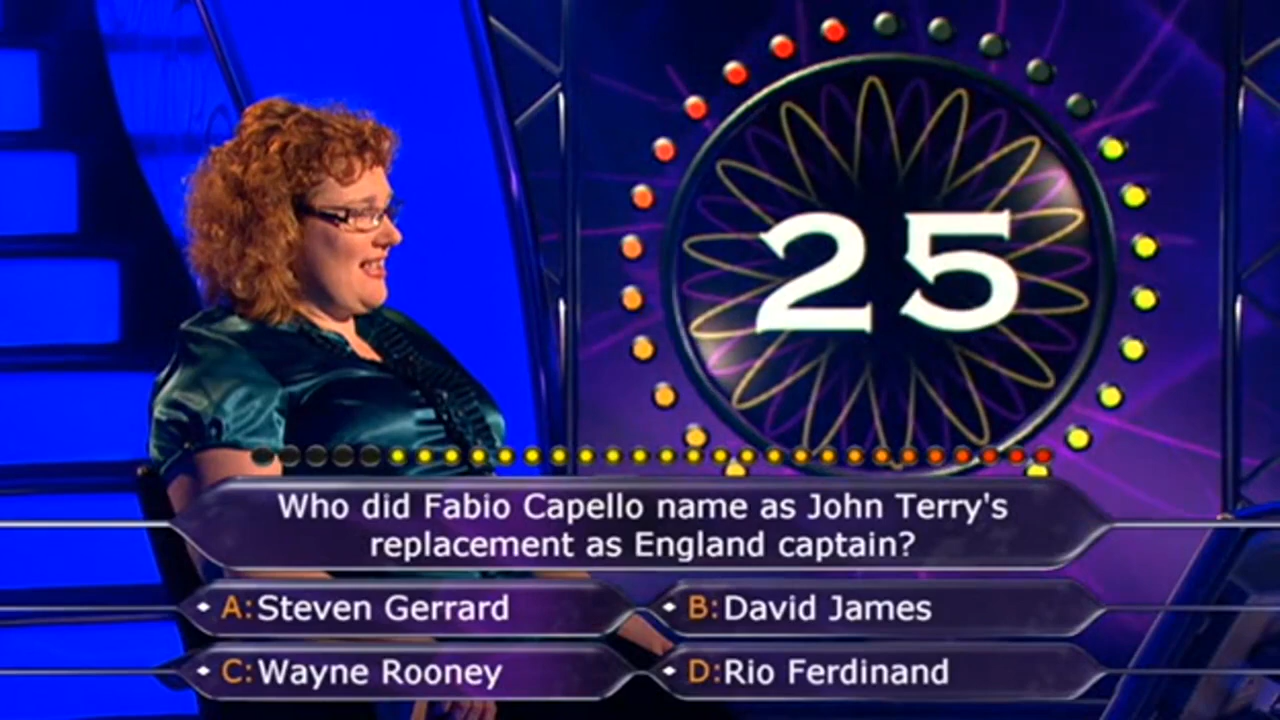 25
Who did Fabio Capello name as John Terry's
replacement as England captain?
A: Steven Gerrard
B: David James
C: Wayne Rooney
D: Rio Ferdinand